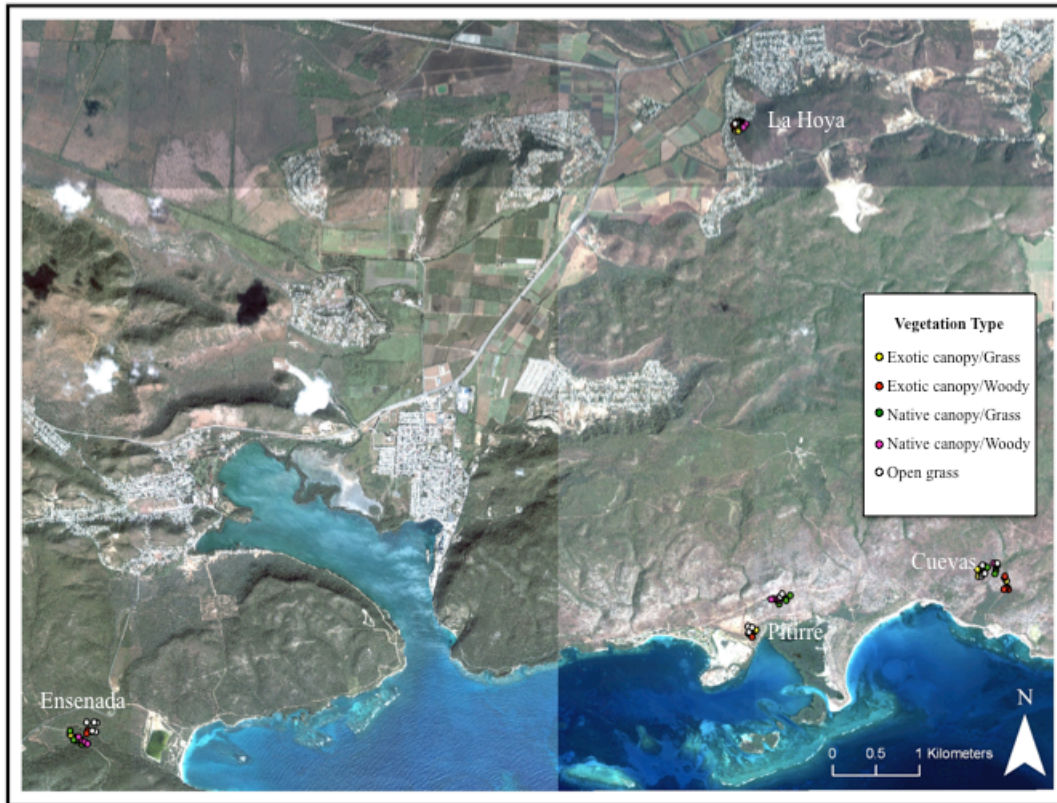 La Hoya
Vegetation Type
Exotic canopy/Grass
Exotic canopy/Woody
Native canopy/Grass
Native canopy/Woody
Open grass
Cuevas
Pitirre
Ensenada
N
0 0.5 1 Kilometers